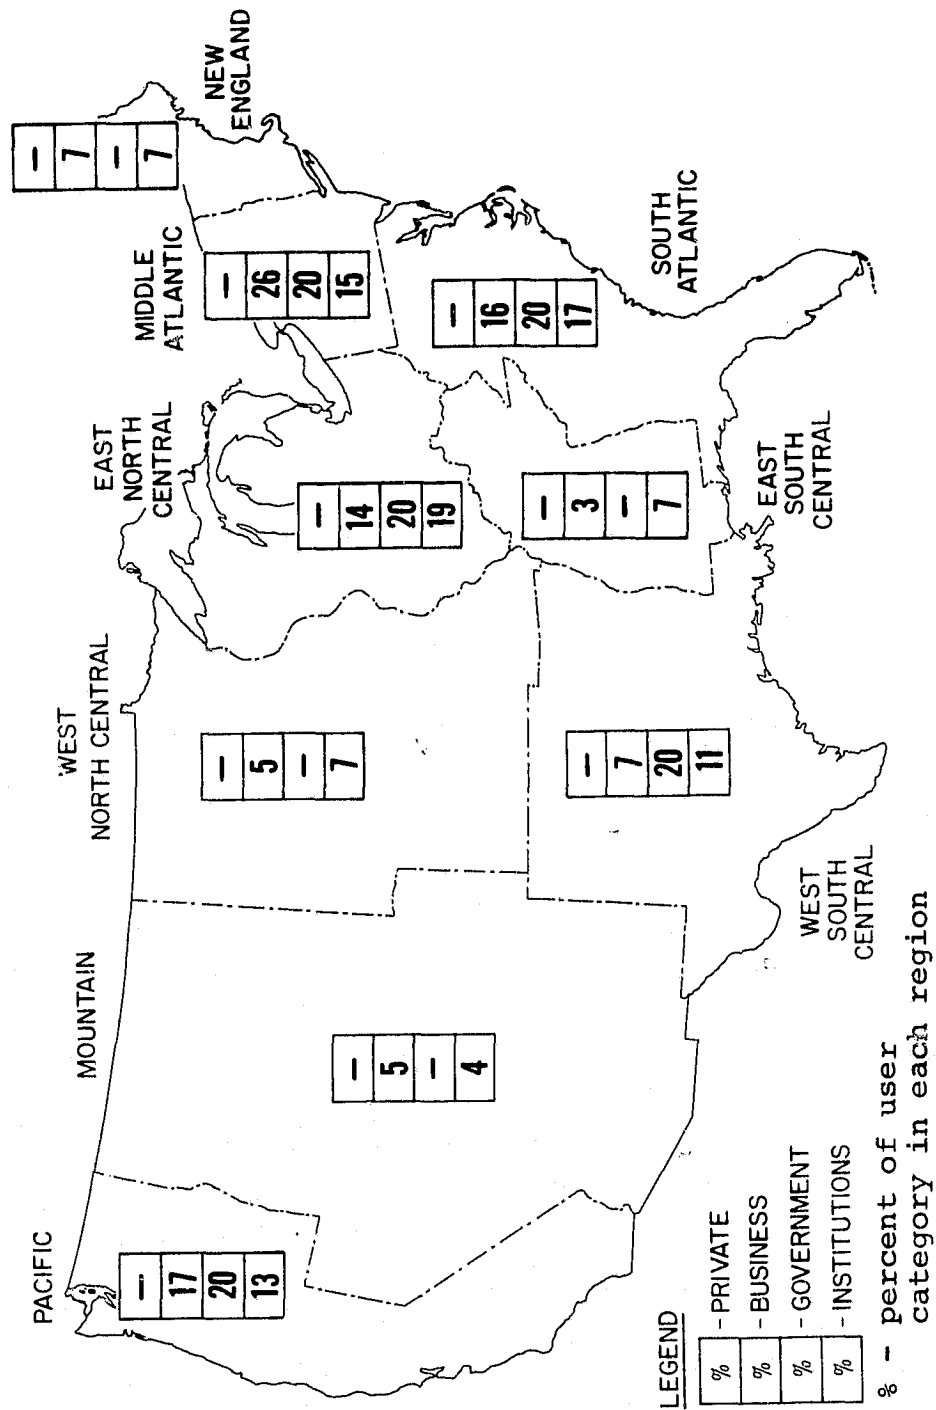 PACIFIC
–
17
20
13
MOUNTAIN
–
5
–
4
WEST
NORTH CENTRAL
–
5
–
7
EAST
NORTH
CENTRAL
–
14
20
19
MIDDLE
ATLANTIC
–
26
20
15
–
7
–
7
NEW
ENGLAND
–
16
20
17
SOUTH
ATLANTIC
–
3
–
7
EAST
SOUTH
CENTRAL
–
7
20
11
WEST
SOUTH
CENTRAL
LEGEND
% - PRIVATE
% - BUSINESS
% - GOVERNMENT
% - INSTITUTIONS
% - percent of user
category in each region